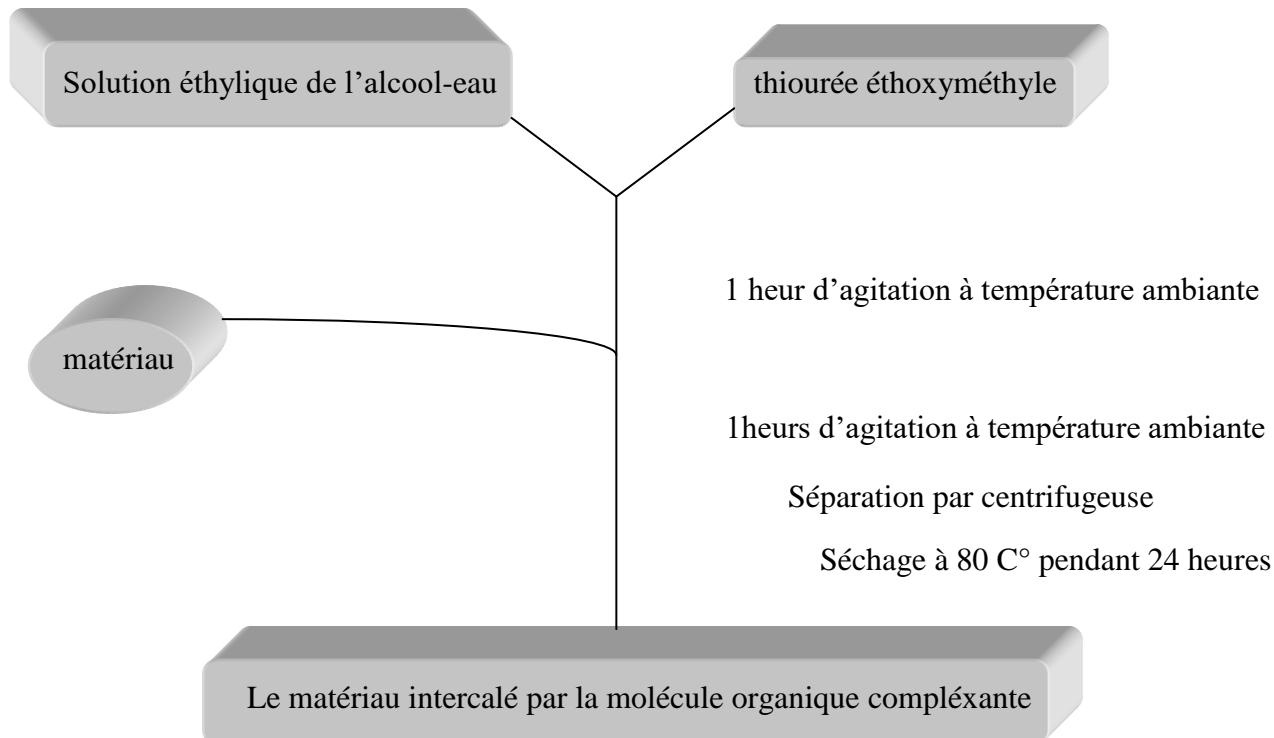 Solution éthylique de l’alcool-eau
thiourée éthoxyméthyle
1 heur d’agitation à température ambiante
matériau
1heurs d’agitation à température ambiante
Séparation par centrifugeuse
Séchage à 80 C° pendant 24 heures
Le matériau intercalé par la molécule organique compléxante